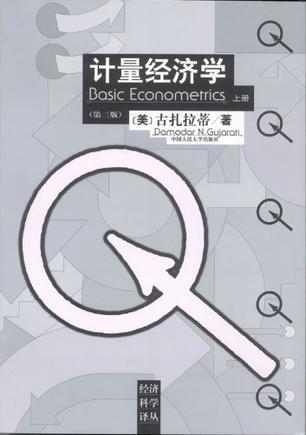 计量经济学
Basic Econometrics 上册
(第三版)
〔美〕古扎拉蒂/著
Damodar N.Gujarati
中国人民大学出版社
经济
科学
译丛